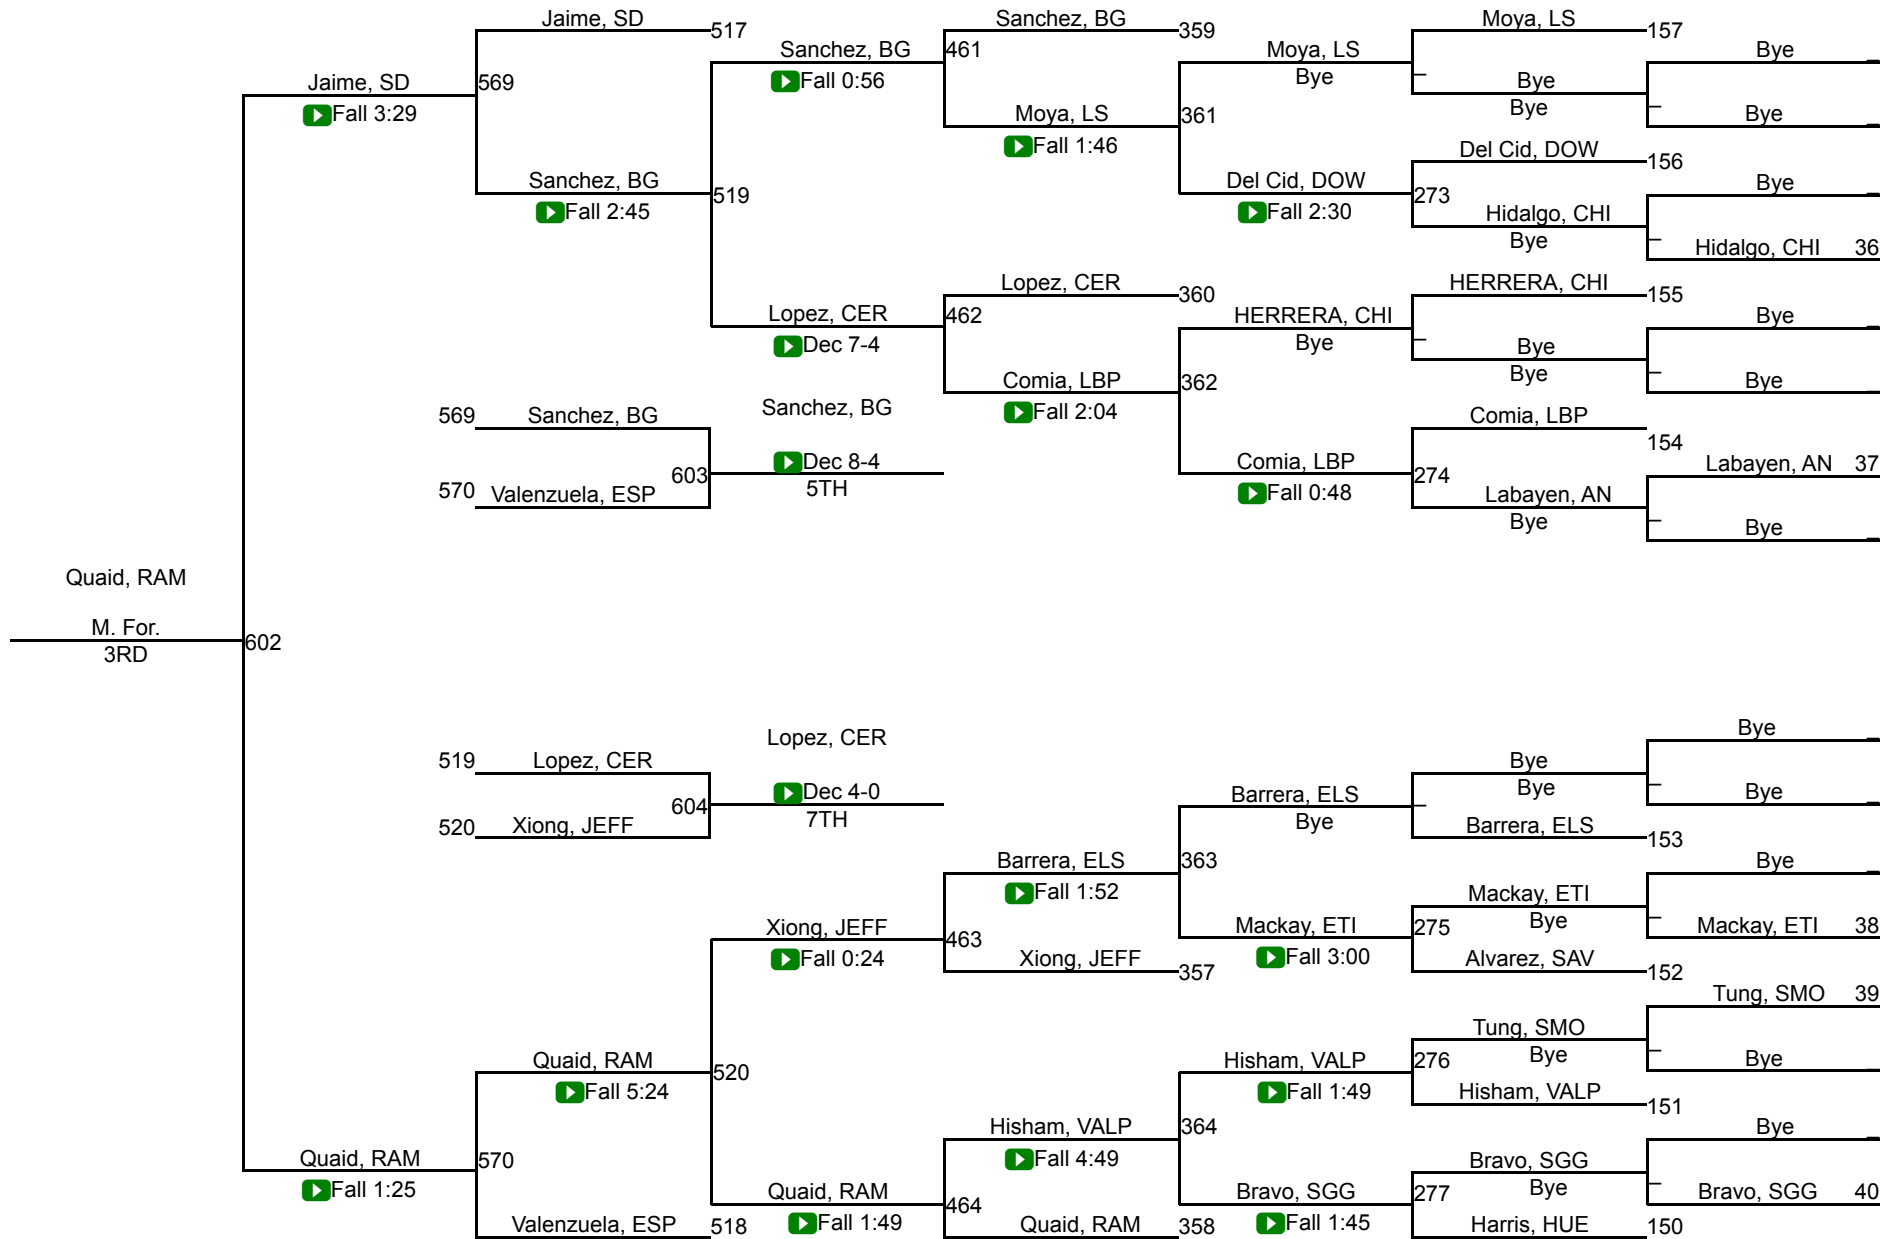 Jaime, SD
517
Sanchez, BG
359
Moya, LS
157
Sanchez, BG
461
Moya, LS
Bye
Jaime, SD
569
Fall 0:56
Bye
Bye
Fall 3:29
Moya, LS
361
Bye
Bye
Fall 1:46
Del Cid, DOW
156
Sanchez, BG
519
Del Cid, DOW
273
Bye
Fall 2:45
Fall 2:30
Hidalgo, CHI
Bye
Hidalgo, CHI 36
Lopez, CER
360
HERRERA, CHI
155
Lopez, CER
462
HERRERA, CHI
Bye
Dec 7-4
Bye
Bye
Comia, LBP
362
Bye
Bye
Fall 2:04
569
Sanchez, BG
Sanchez, BG
Comia, LBP
154
603
Dec 8-4
Comia, LBP
274
Labayen, AN 37
570
Valenzuela, ESP
5TH
Fall 0:48
Labayen, AN
Bye
Bye
Quaid, RAM
M. For.
602
3RD
Lopez, CER
Bye
519
Lopez, CER
Bye
604
Dec 4-0
Barrera, ELS
Bye
Bye
520
Xiong, JEFF
7TH
Bye
Barrera, ELS
153
Barrera, ELS
363
Bye
Fall 1:52
Mackay, ETI
Xiong, JEFF
463
Mackay, ETI
275
Bye
Mackay, ETI 38
Fall 0:24
Xiong, JEFF
357
Fall 3:00
Alvarez, SAV
152
Tung, SMO 39
Quaid, RAM
520
Hisham, VALP
276
Tung, SMO
Bye
Bye
Fall 5:24
Fall 1:49
Hisham, VALP
151
Hisham, VALP
364
Bye
Quaid, RAM
570
Fall 4:49
Bravo, SGG
Fall 1:25
Quaid, RAM
464
Bravo, SGG
277
Bye
Bravo, SGG 40
Valenzuela, ESP
518
Fall 1:49
Quaid, RAM
358
Fall 1:45
Harris, HUE
150